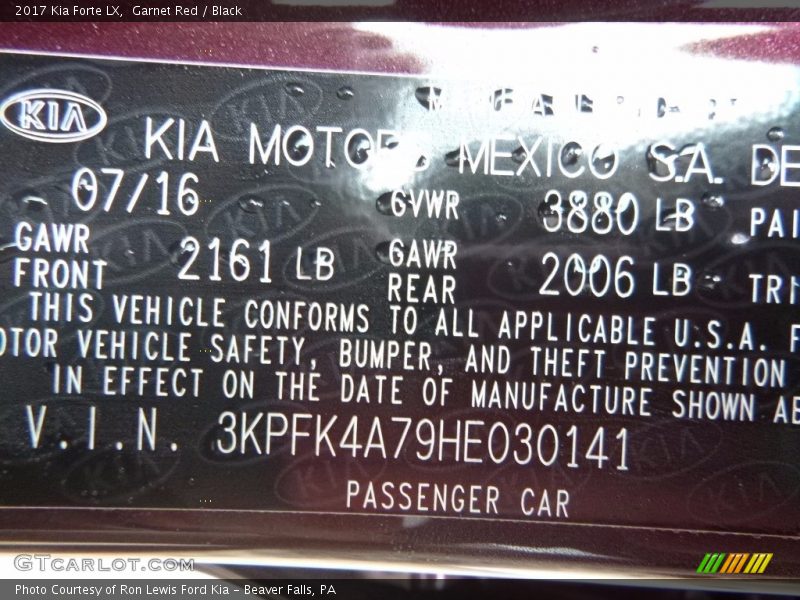 2017 Kia Forte LX,  Garnet Red / Black
KIA
KIA MOTORS MEXICO S.A. DE
07/16 GVWR 3880 LB
GAWR FRONT 2161 LB GAWR REAR 2006 LB
THIS VEHICLE CONFORMS TO ALL APPLICABLE U.S.A.
VEHICLE SAFETY, BUMPER, AND THEFT PREVENTION
IN EFFECT ON THE DATE OF MANUFACTURE SHOWN
V.I.N. 3KPFK4A79HE030141
PASSENGER CAR
GTCARLOT.COM
Photo Courtesy of Ron Lewis Ford Kia - Beaver Falls, PA